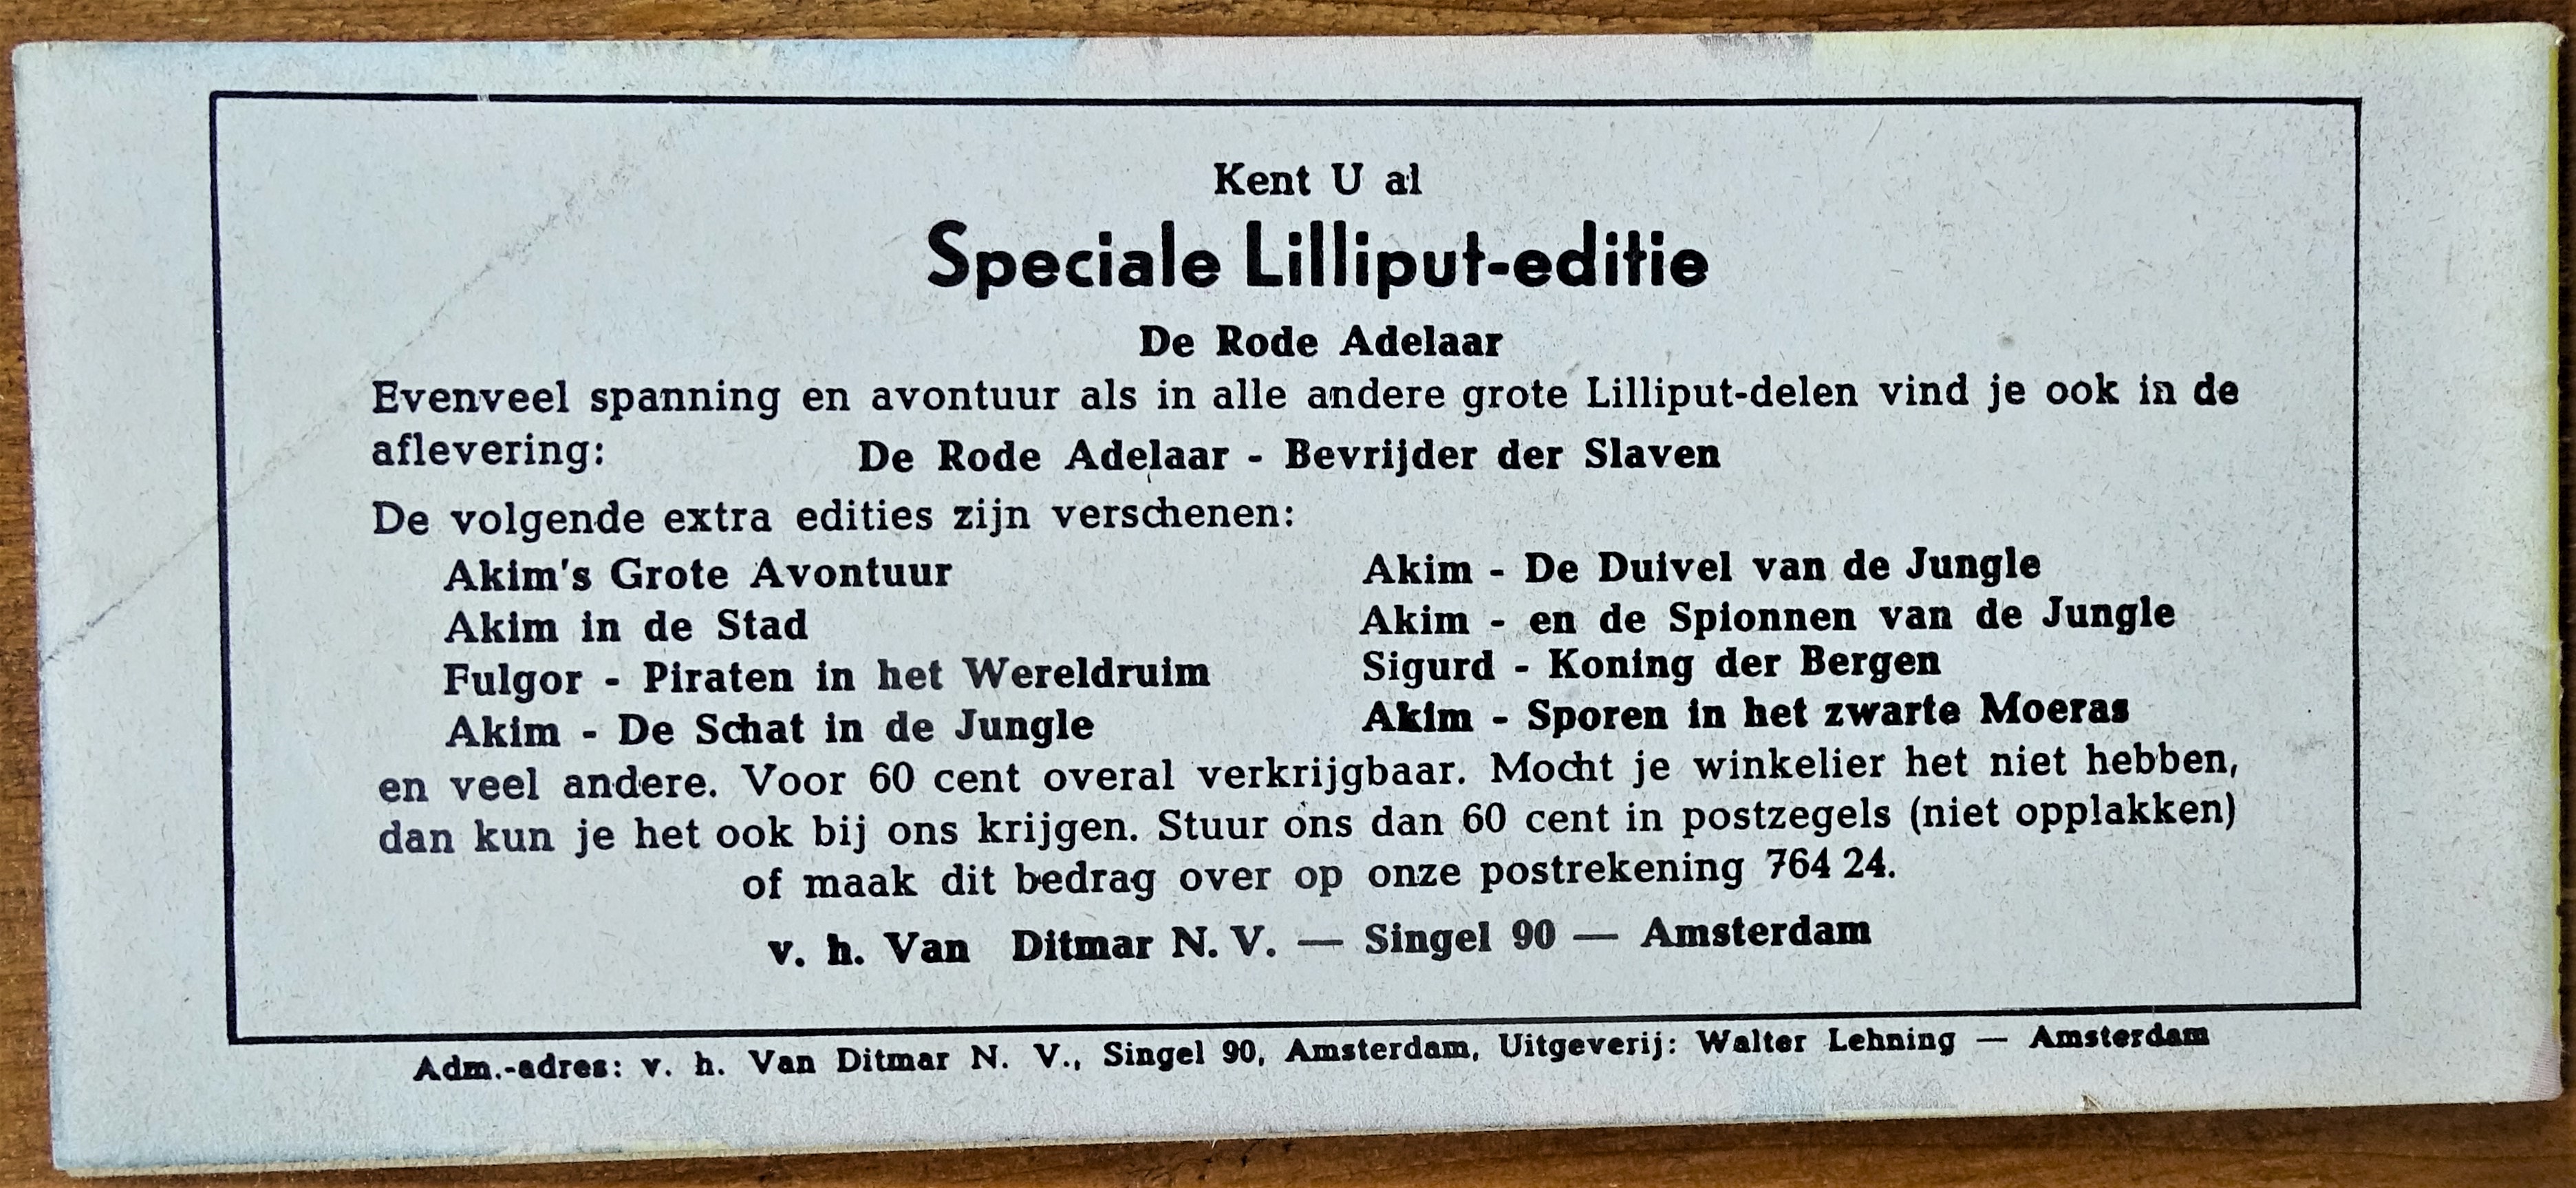 Kent U al
Speciale Lilliput-editie
De Rode Adelaar
Evenveel spanning en avontuur als in alle andere grote Lilliput-delen vind je ook in de
aflevering: De Rode Adelaar - Bevrijder der Slaven
De volgende extra edities zijn verschenen:
Akim's Grote Avontuur
Akim in de Stad
Fulgor - Piraten in het Wereldruim
Akim - De Schat in de Jungle
Akim - De Duivel van de Jungle
Akim - en de Spionnen van de Jungle
Sigurd - Koning der Bergen
Akim - Sporen in het zwarte Moeras
en veel andere. Voor 60 cent overal verkrijgbaar. Mocht je winkelier het niet hebben,
dan kun je het ook bij ons krijgen. Stuur ons dan 60 cent in postzegels (niet opplakken)
of maak dit bedrag over op onze postrekening 764 24.
v. h. Van Ditmar N. V. — Singel 90 — Amsterdam
Adm.-adres: v. h. Van Ditmar N. V., Singel 90, Amsterdam, Uitgeverij: Walter Lehning — Amsterdam